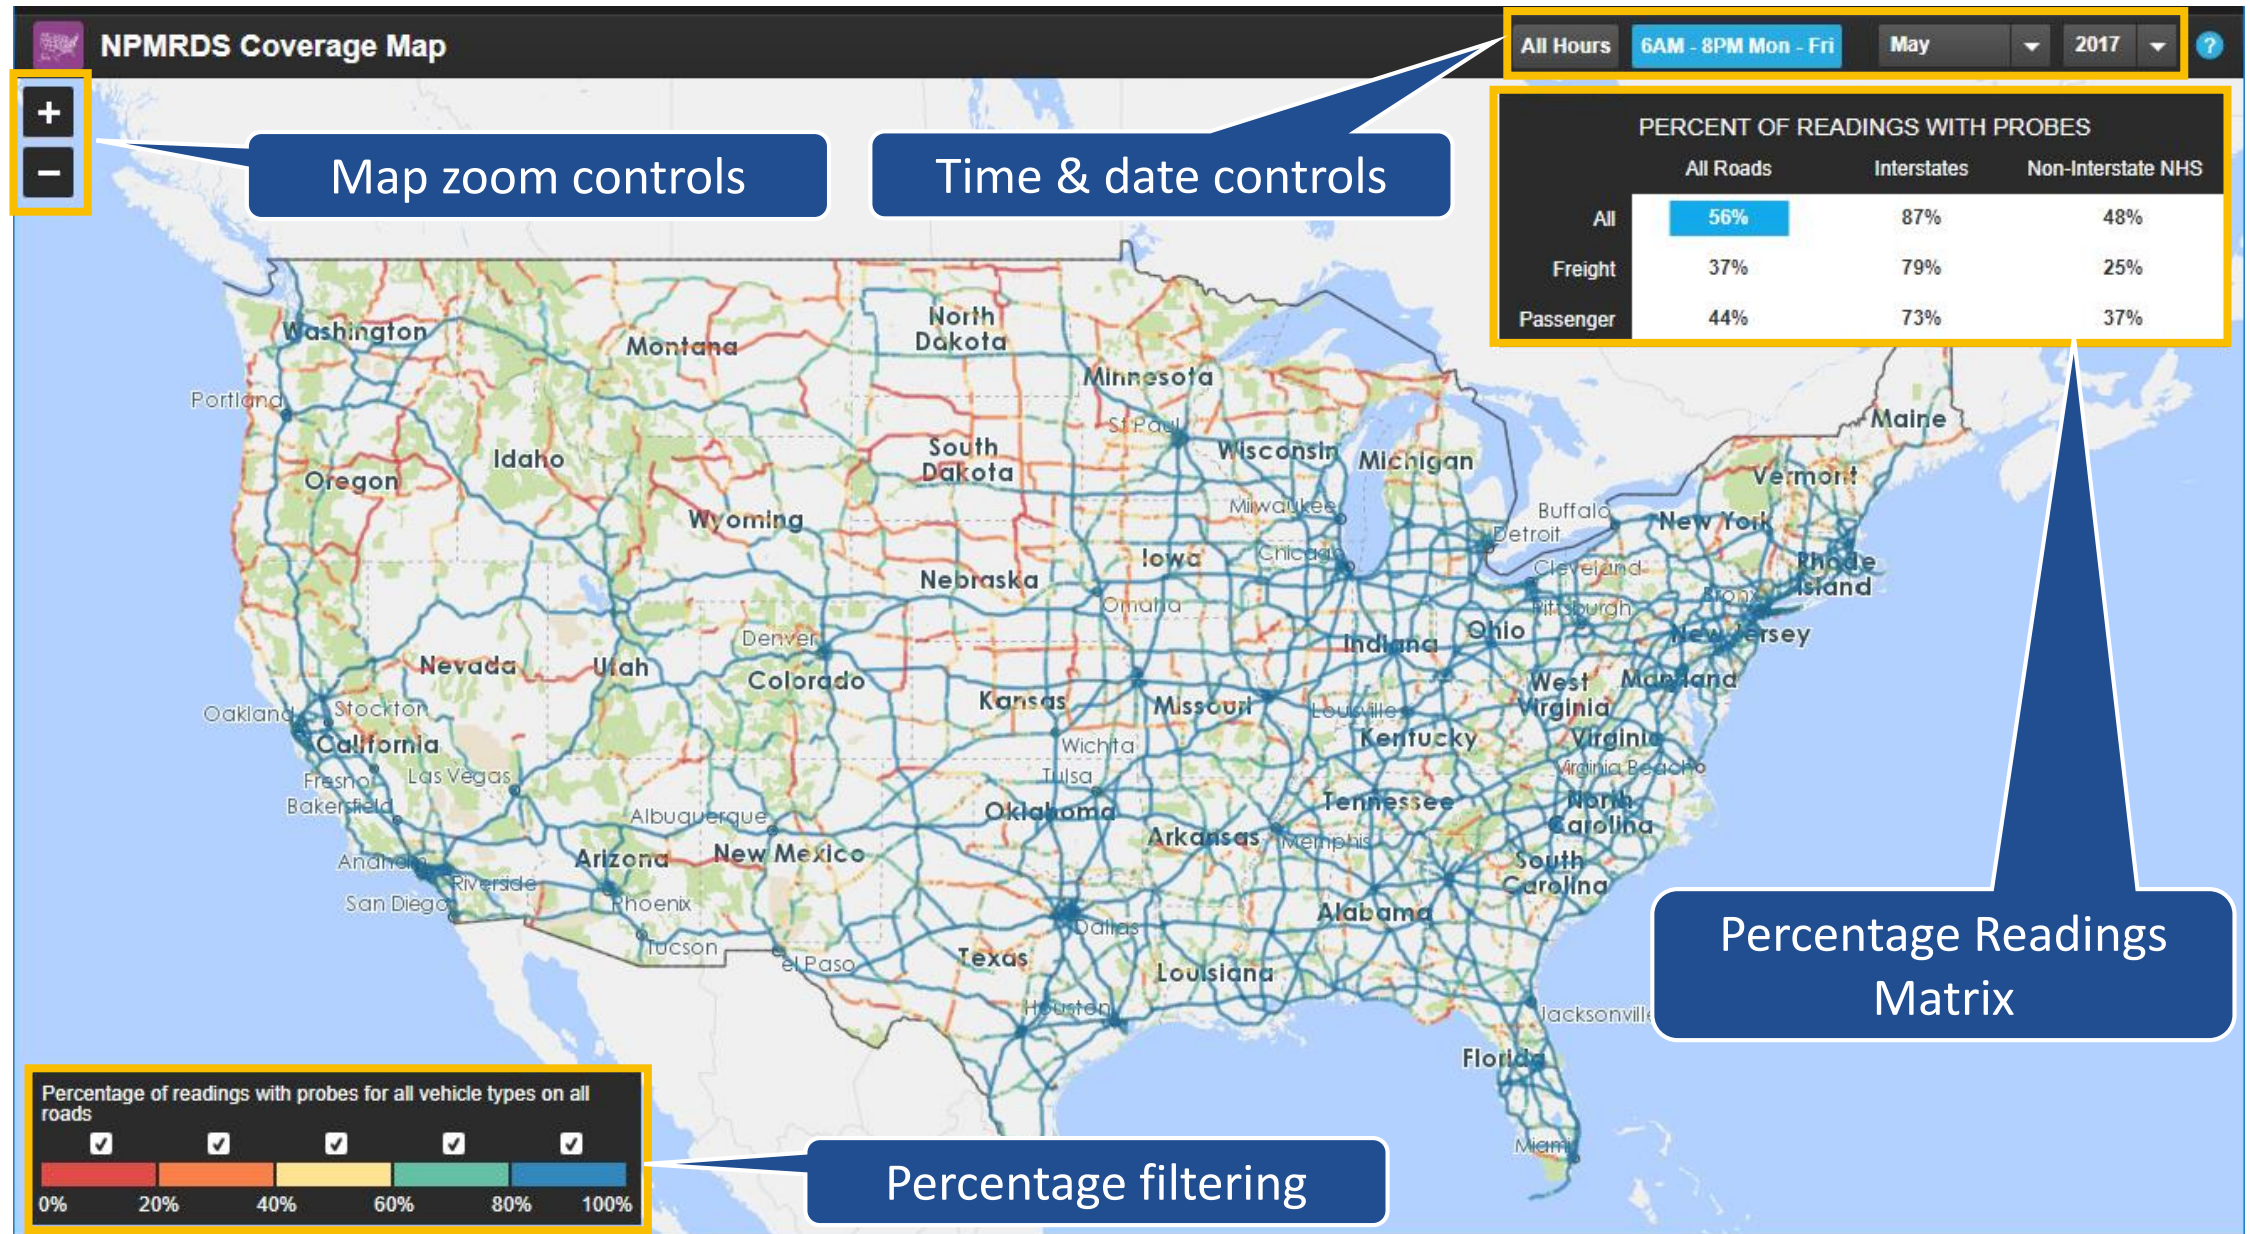 NPMRDS Coverage Map
All Hours 6AM - 8PM Mon - Fri May 2017 ?
+
−
Map zoom controls
Time & date controls
PERCENT OF READINGS WITH PROBES
All Roads Interstates Non-Interstate NHS
All 56% 87% 48%
Freight 37% 79% 25%
Passenger 44% 73% 37%
Washington
Montana
North
Dakota
Minnesota
Portland
St Paul
Maine
Oregon
Idaho
South
Dakota
Wisconsin
Michigan
Vermont
Wyoming
Milwaukee
Buffalo
New York
Detroit
Iowa
Chicago
Cleveland
Rhode
Island
Nebraska
Omaha
Pittsburgh
Bronx
Denver
Indiana
Ohio
New Jersey
Nevada
Utah
Colorado
Kansas
Missouri
West
Virginia
Maryland
Oakland
Stockton
Louisville
California
Wichita
Kentucky
Virginia
Fresno
Las Vegas
Tulsa
Virginia Beach
Bakersfield
Albuquerque
Oklahoma
Tennessee
North
Carolina
Anaheim
Arizona
New Mexico
Arkansas
Memphis
Riverside
South
Carolina
San Diego
Phoenix
Alabama
Dallas
Tucson
el Paso
Texas
Louisiana
Percentage Readings
Matrix
Houston
Jacksonville
Florida
Miami
Percentage of readings with probes for all vehicle types on all
roads
0% 20% 40% 60% 80% 100%
Percentage filtering